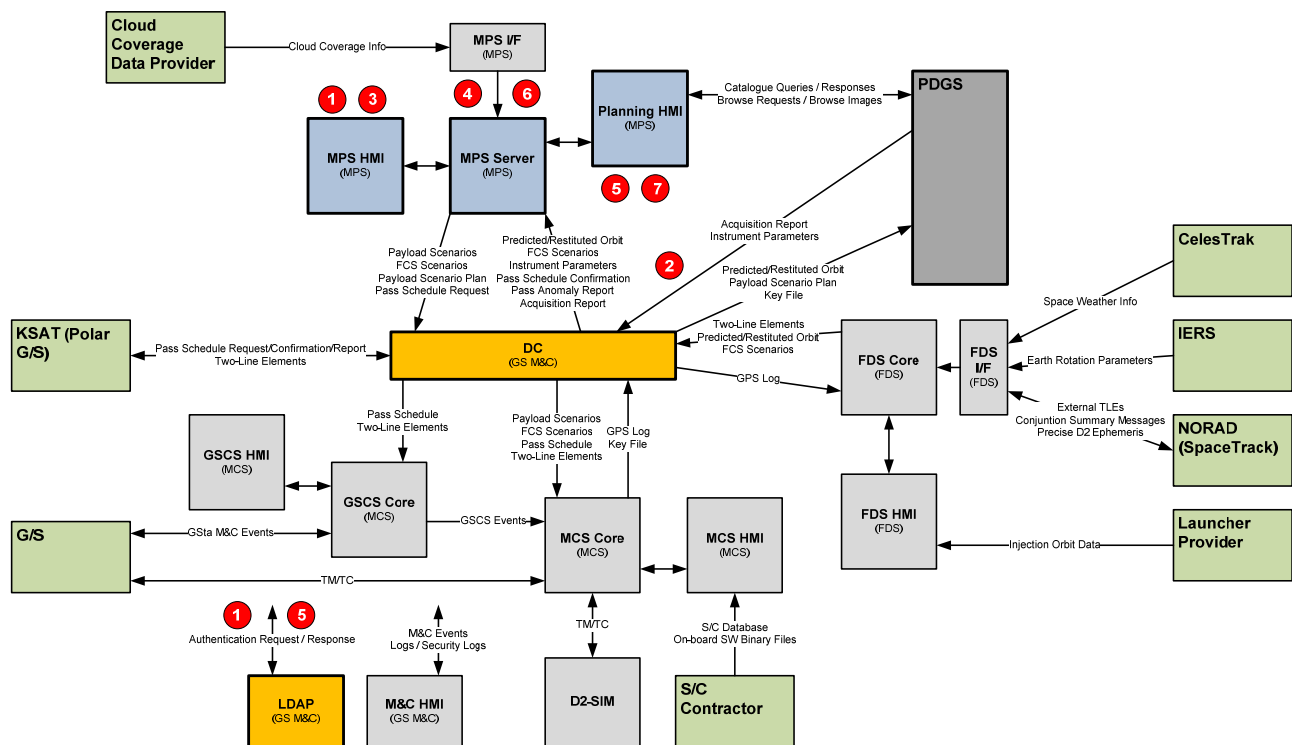 Cloud
Coverage
Data Provider
Cloud Coverage Info
MPS I/F
(MPS)
1
3
4
6
MPS HMI
(MPS)
MPS Server
(MPS)
Planning HMI
(MPS)
5
7
Catalogue Queries / Responses
Browse Requests / Browse Images
PDGS
Payload Scenarios
FCS Scenarios
Payload Scenario Plan
Pass Schedule Request
Predicted/Restituted Orbit
FCS Scenarios
Instrument Parameters
Pass Schedule Confirmation
Pass Anomaly Report
Acquisition Report
2
Acquisition Report
Instrument Parameters
Predicted/Restituted Orbit
Payload Scenario Plan
Key File
CelesTrak
Space Weather Info
KSAT (Polar
G/S)
Pass Schedule Request/Confirmation/Report
Two-Line Elements
DC
(GS M&C)
Two-Line Elements
Predicted/Restituted Orbit
FCS Scenarios
GPS Log
FDS Core
(FDS)
FDS
I/F
(FDS)
IERS
Earth Rotation Parameters
External TLEs
Conjuntion Summary Messages
Precise D2 Ephemeris
NORAD
(SpaceTrack)
Pass Schedule
Two-Line Elements
Payload Scenarios
FCS Scenarios
Pass Schedule
Two-Line Elements
GPS Log
Key File
GSCS HMI
(MCS)
GSCS Core
(MCS)
GSCS Events
MCS Core
(MCS)
MCS HMI
(MCS)
FDS HMI
(FDS)
Injection Orbit Data
Launcher
Provider
G/S
GSta M&C Events
TM/TC
1
5
Authentication Request / Response
M&C Events
Logs / Security Logs
TM/TC
S/C Database
On-board SW Binary Files
LDAP
(GS M&C)
M&C HMI
(GS M&C)
D2-SIM
S/C
Contractor